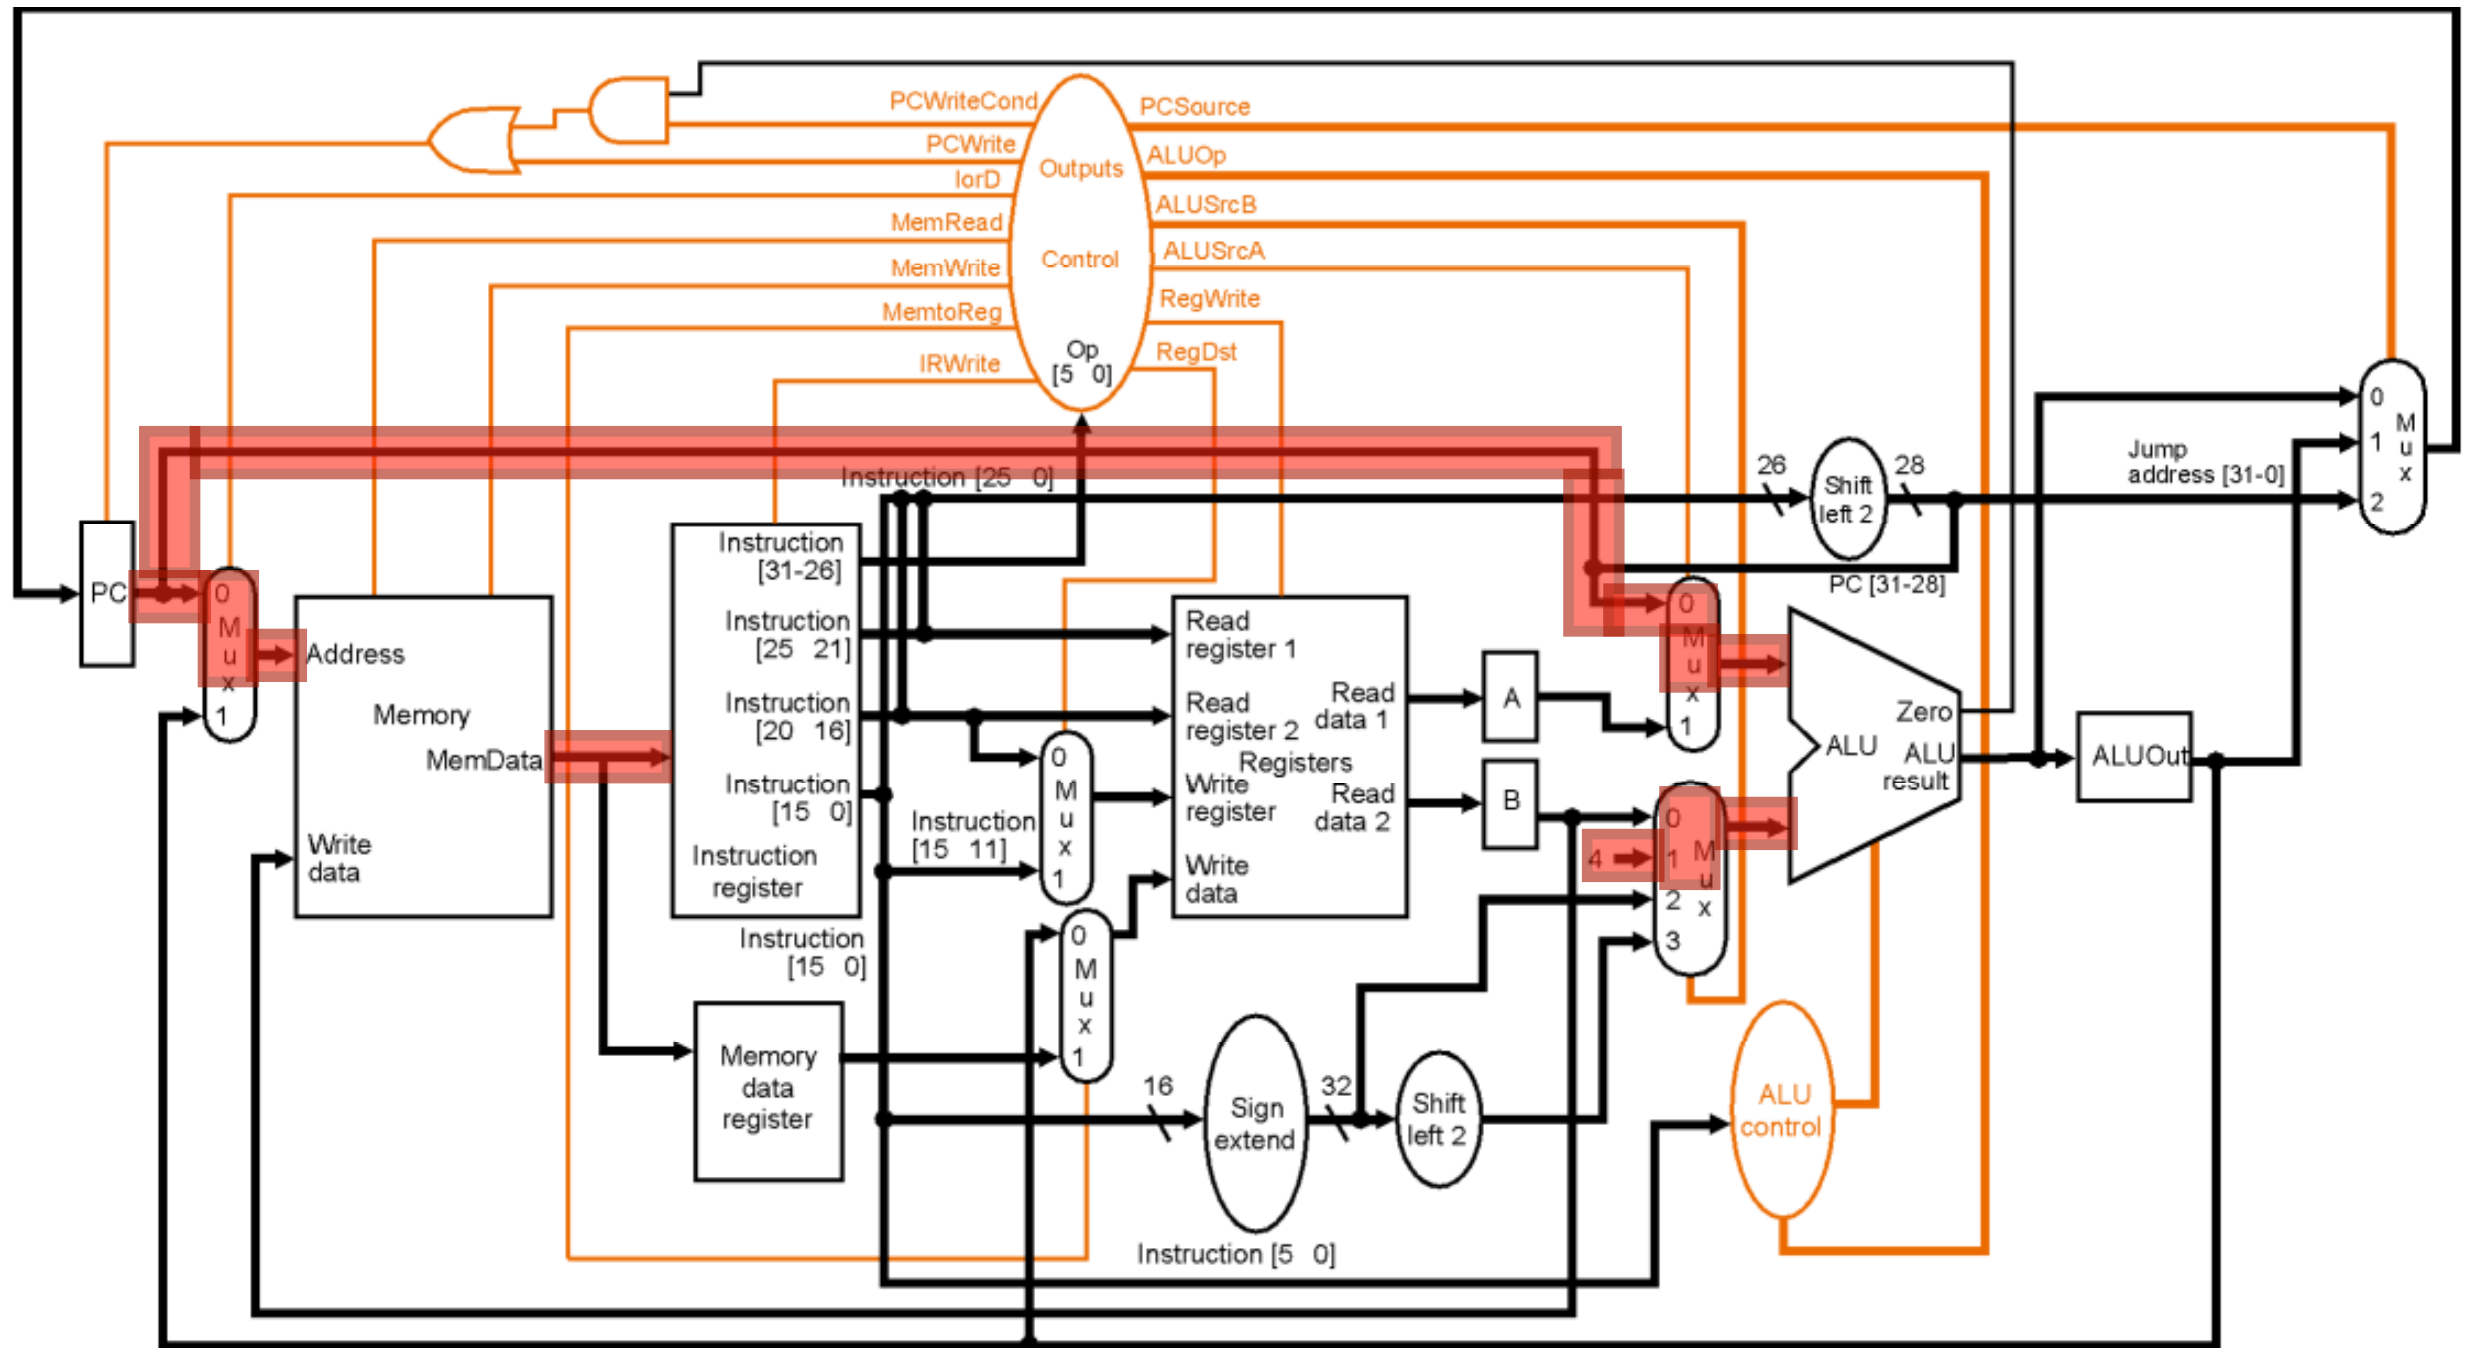 PCWriteCond
PCWrite
IorD
MemRead
MemWrite
MemtoReg
IRWrite
Outputs
Control
Op
[5 0]
PCSource
ALUOp
ALUSrcB
ALUSrcA
RegWrite
RegDst
PC
0
M
u
x
1
Address
Memory
MemData
Write
data
Instruction
[31-26]
Instruction
[25 21]
Instruction
[20 16]
Instruction
[15 0]
Instruction
register
Instruction
[15 0]
Memory
data
register
Instruction [25 0]
Instruction
[15 11]
0
M
u
x
1
0
M
u
x
1
Read
register 1
Read
register 2
Registers
Write
register
Write
data
Read
data 1
Read
data 2
16
Sign
extend
32
Shift
left 2
Instruction [5 0]
A
B
4
0
M
u
x
1
0
1
2
3
M
u
x
26
Shift
left 2
28
PC [31-28]
Jump
address [31-0]
Zero
ALU
ALU
result
ALUOut
ALU
control
0
1
2
M
u
x